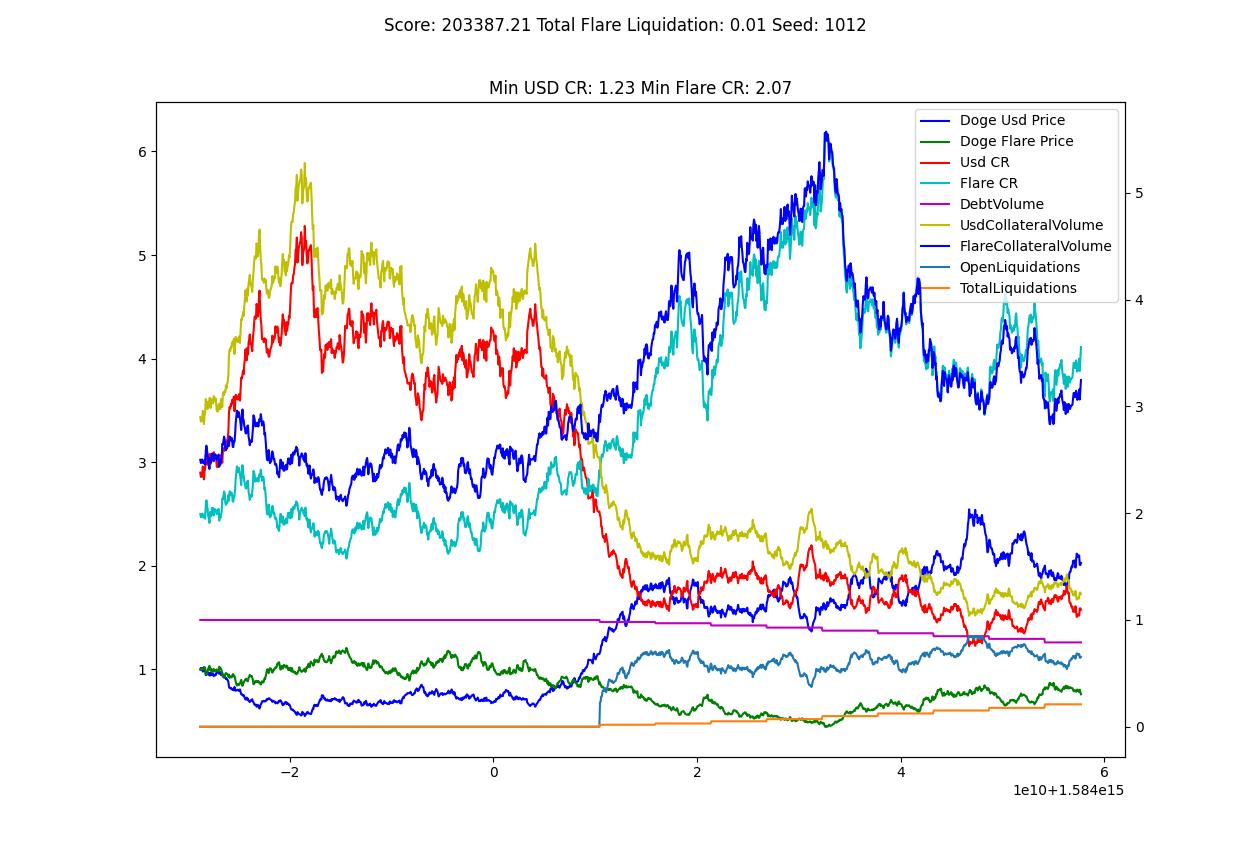 Score: 203387.21 Total Flare Liquidation: 0.01 Seed: 1012
Min USD CR: 1.23 Min Flare CR: 2.07
Doge Usd Price
Doge Flare Price
Usd CR
Flare CR
DebtVolume
UsdCollateralVolume
FlareCollateralVolume
OpenLiquidations
TotalLiquidations
6
5
4
3
2
1
5
4
3
2
1
0
−2
0
2
4
6
1e10+1.584e15